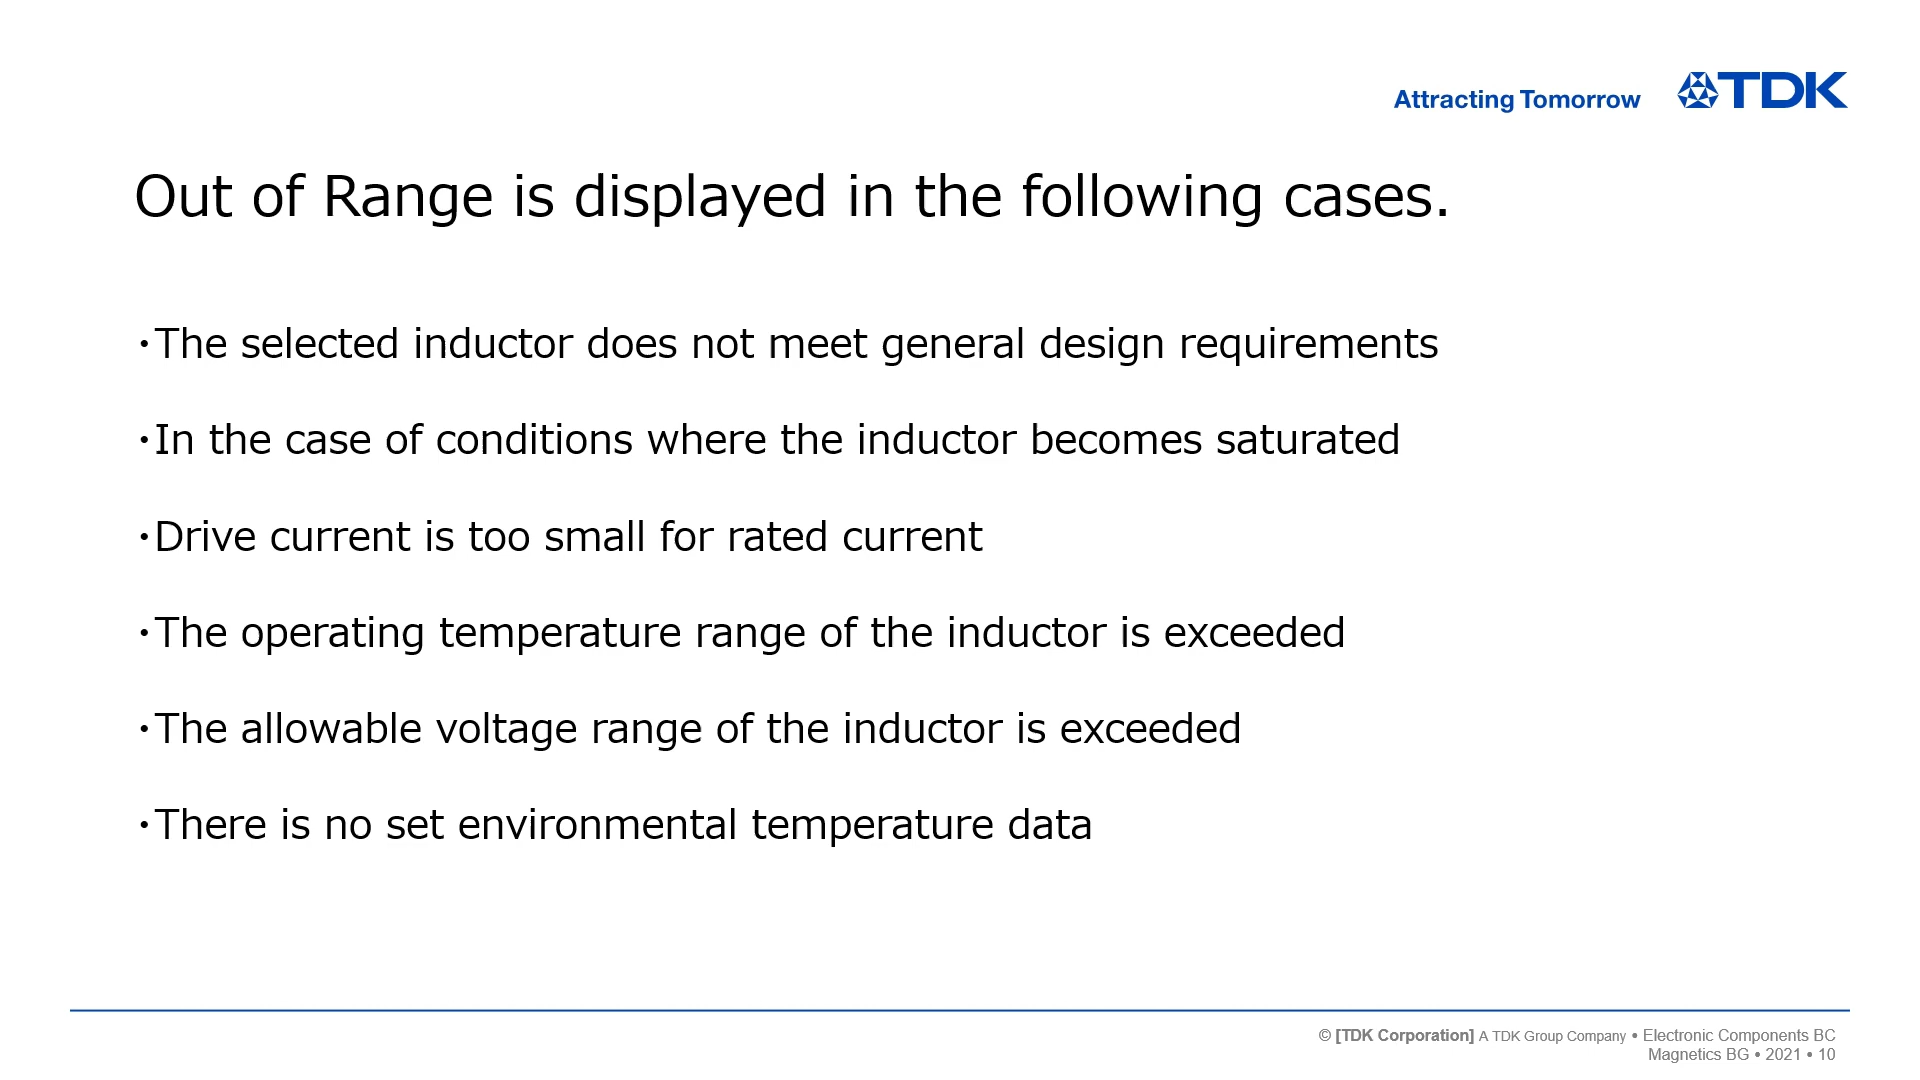 Attracting Tomorrow TDK
Out of Range is displayed in the following cases.
・The selected inductor does not meet general design requirements
・In the case of conditions where the inductor becomes saturated
・Drive current is too small for rated current
・The operating temperature range of the inductor is exceeded
・The allowable voltage range of the inductor is exceeded
・There is no set environmental temperature data
© [TDK Corporation] A TDK Group Company • Electronic Components BC
Magnetics BG • 2021 • 10